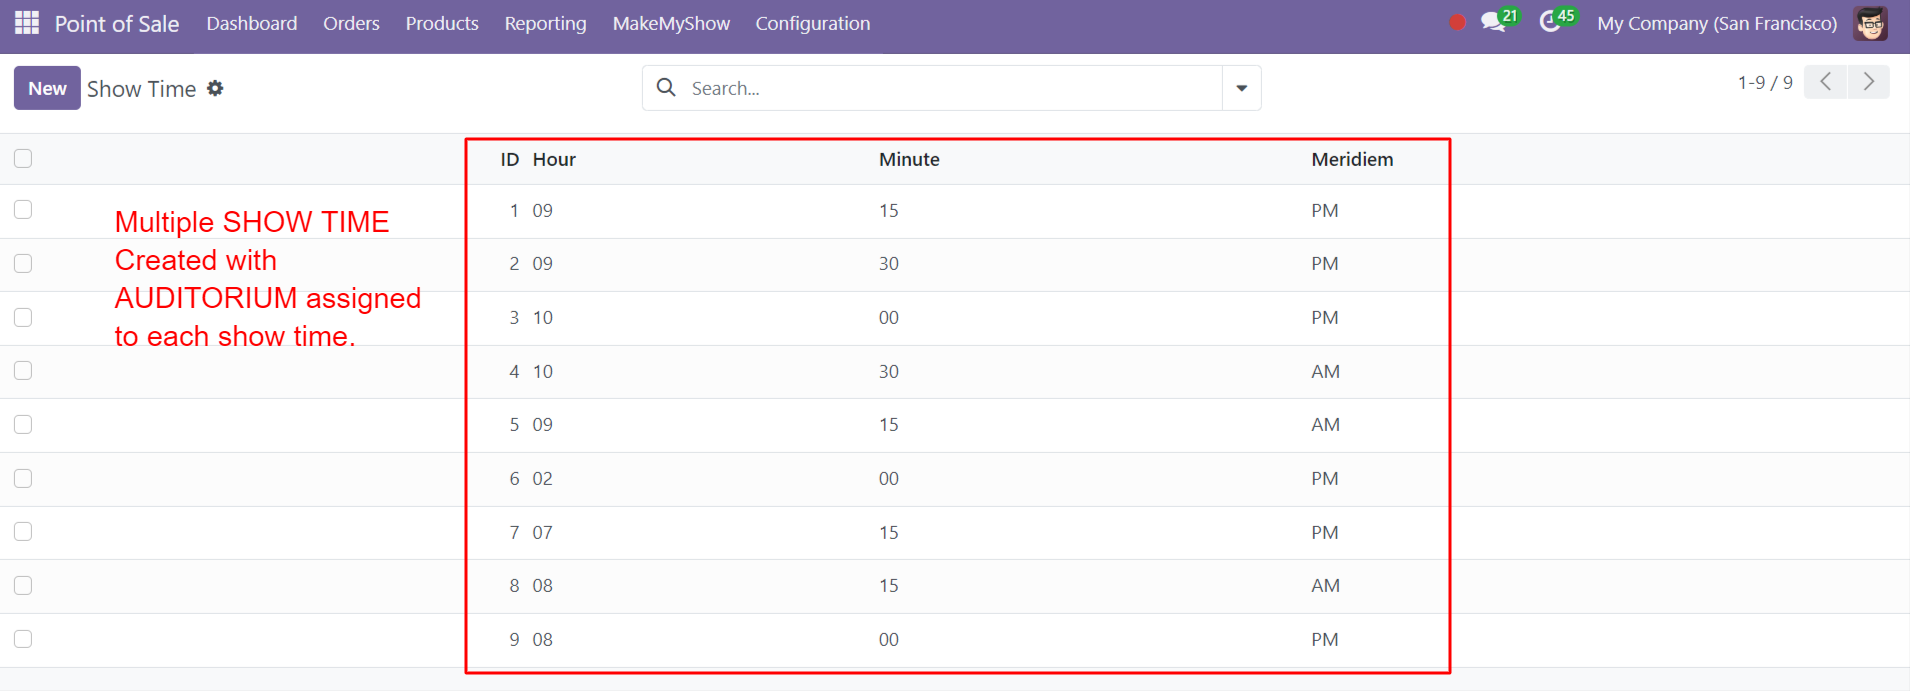 Point of Sale Dashboard Orders Products Reporting MakeMyShow Configuration 21 45 My Company (San Francisco)
New Show Time Search... 1-9 / 9
ID Hour Minute Meridiem
1 09 15 PM
2 09 30 PM
3 10 00 PM
4 10 30 AM
5 09 15 AM
6 02 00 PM
7 07 15 PM
8 08 15 AM
9 08 00 PM
Multiple SHOW TIME
Created with
AUDITORIUM assigned
to each show time.